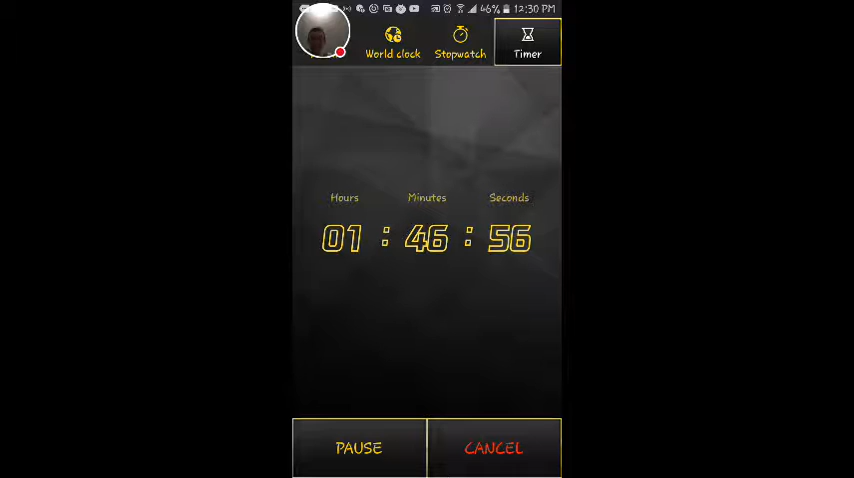 46% 12:30 PM
World clock
Stopwatch
Timer
Hours Minutes Seconds
01 : 46 : 56
PAUSE CANCEL